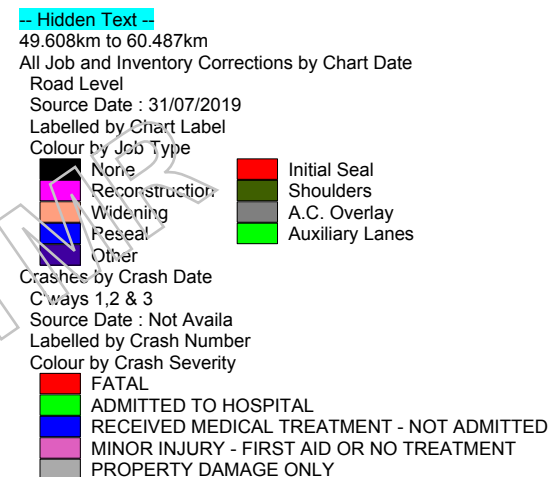 -- Hidden Text --
49.608km to 60.487km
All Job and Inventory Corrections by Chart Date
Road Level
Source Date : 31/07/2019
Labelled by Chart Label
Colour by Job Type
None Initial Seal
Reconstruction Shoulders
Widening A.C. Overlay
Reseal Auxiliary Lanes
Other
Crashes by Crash Date
C'ways 1,2 & 3
Source Date : Not Availa
Labelled by Crash Number
Colour by Crash Severity
FATAL
ADMITTED TO HOSPITAL
RECEIVED MEDICAL TREATMENT - NOT ADMITTED
MINOR INJURY - FIRST AID OR NO TREATMENT
PROPERTY DAMAGE ONLY
TMR